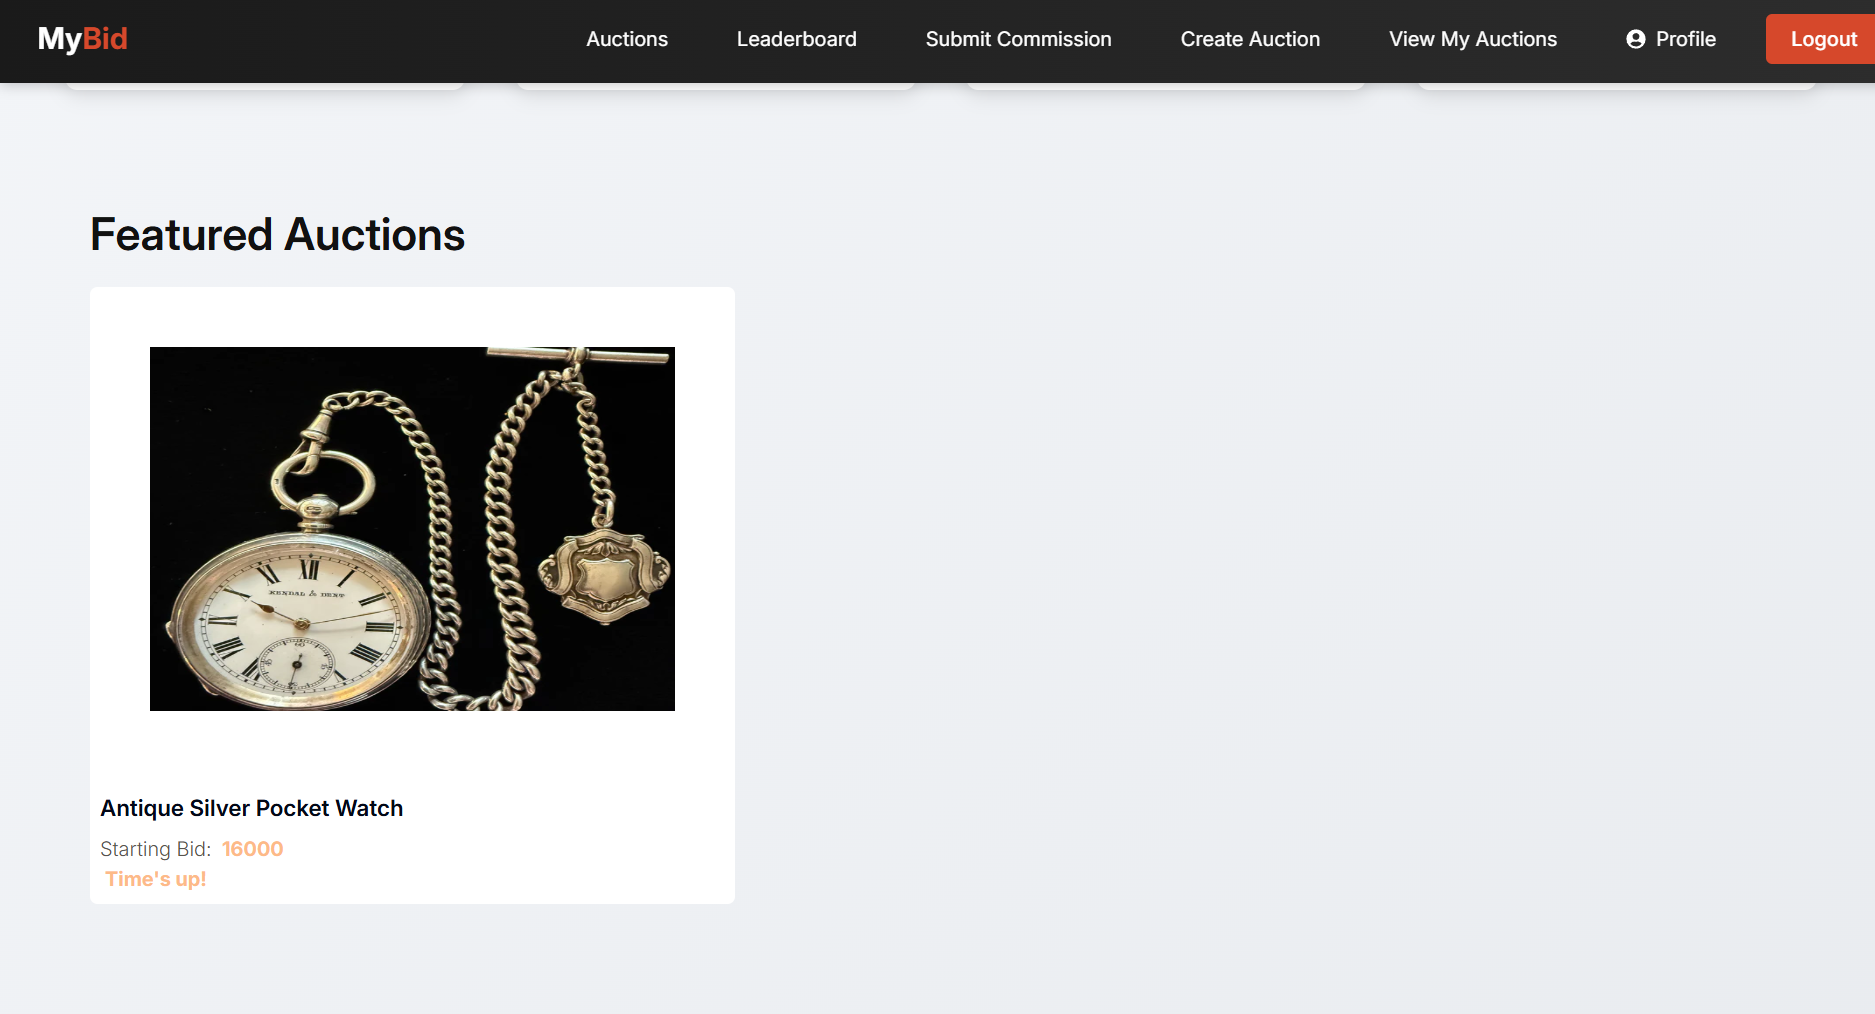 MyBid
Auctions
Leaderboard
Submit Commission
Create Auction
View My Auctions
Profile
Logout
Featured Auctions
XII
KENDAL & DENT
Antique Silver Pocket Watch
Starting Bid: 16000
Time's up!